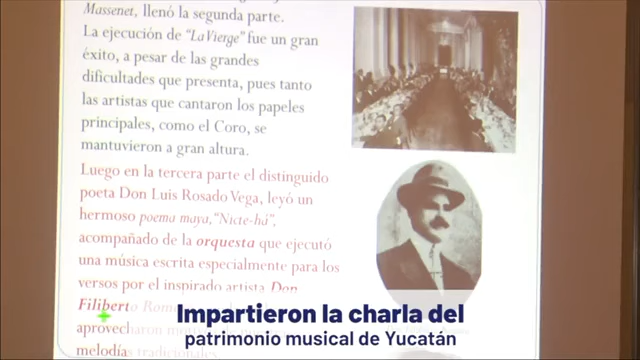 Massenet, llenó la segunda parte.
La ejecución de “La Vierge” fue un gran
éxito, a pesar de las grandes
dificultades que presenta, pues tanto
las artistas que cantaron los papeles
principales, como el Coro, se
mantuvieron a gran altura.
Luego en la tercera parte el distinguido
poeta Don Luis Rosado Vega, leyó un
hermoso poema maya, “Nicte-há”,
acompañado de la orquesta que ejecutó
una música escritta especialmente para los
versos por el inspirado artista Don
Filiberto Rom
aprovecharon
melodías tradicionales
Impartieron la charla del
patrimonio musical de Yucatán